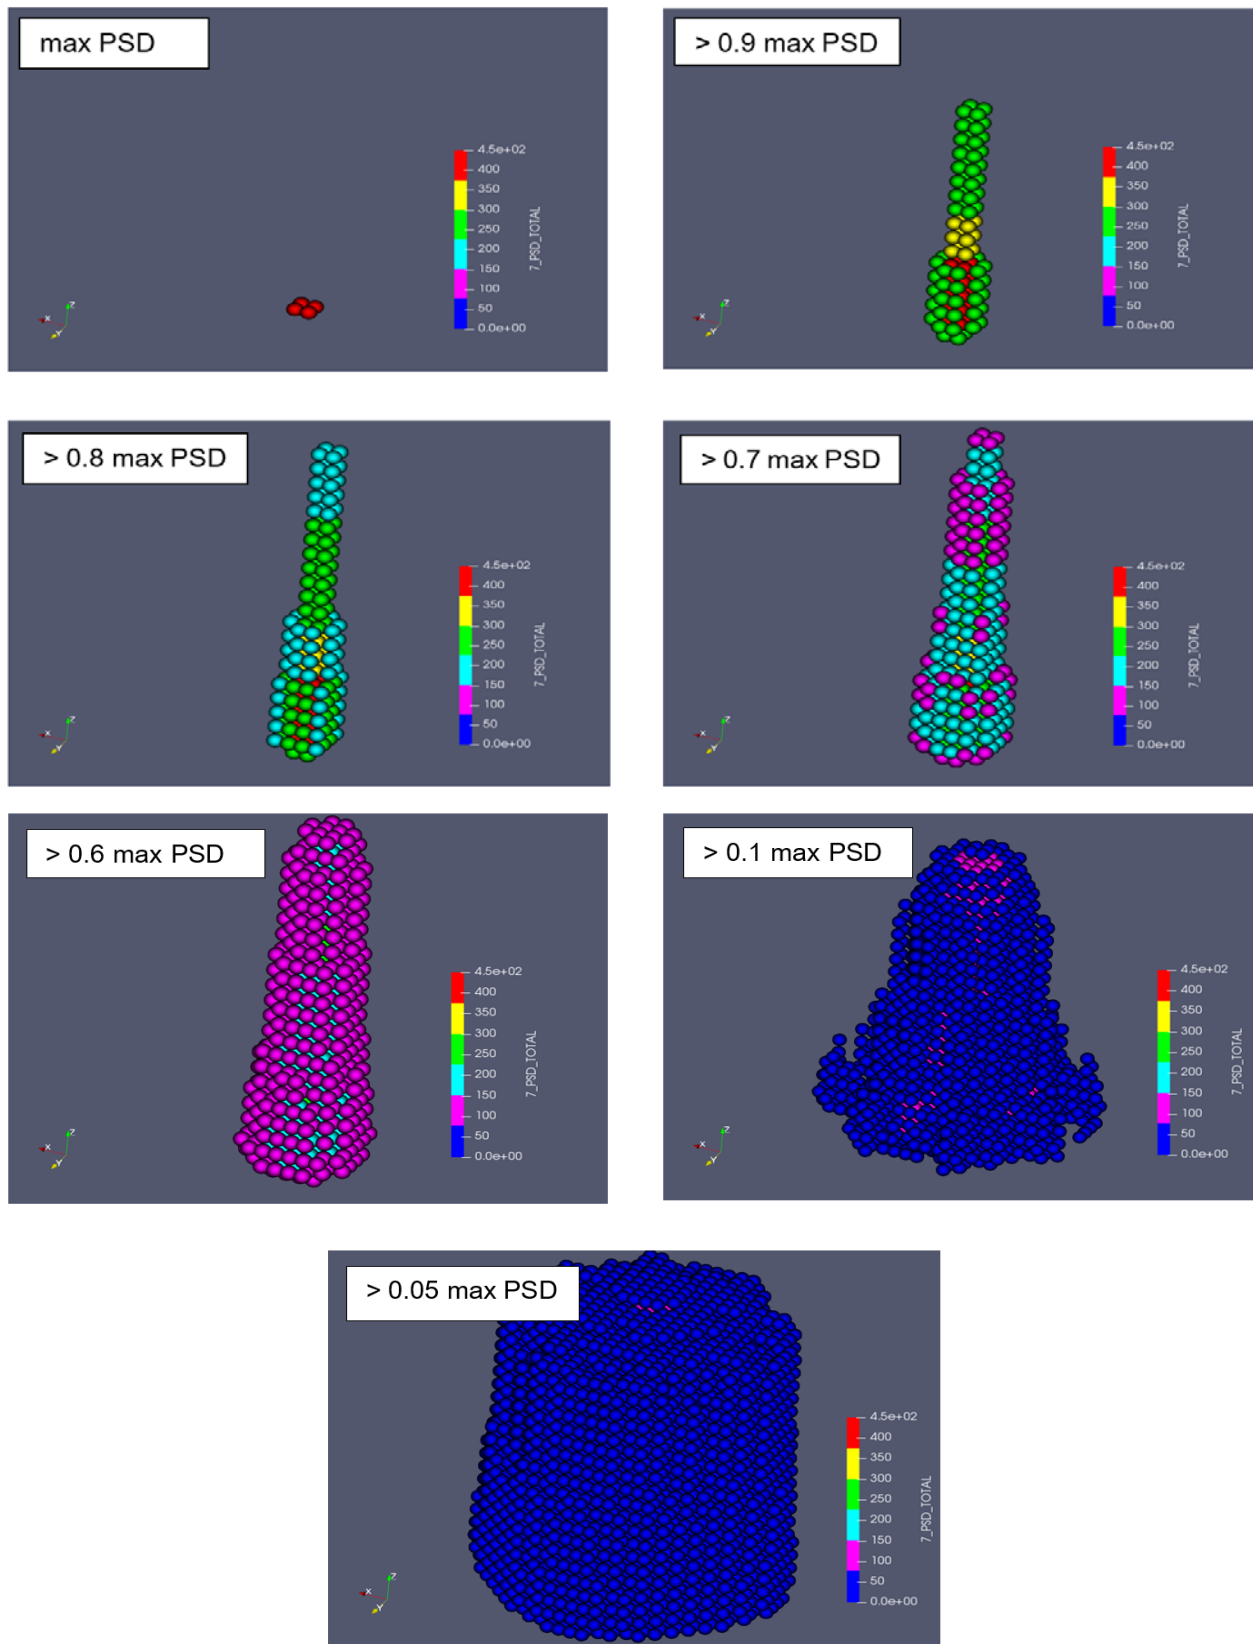 max PSD
4.5e+02
400
350
300
250
200
150
100
50
0.0e+00
7_PSD_TOTAL
X
Y
Z
> 0.9 max PSD
4.5e+02
400
350
300
250
200
150
100
50
0.0e+00
7_PSD_TOTAL
X
Y
Z
> 0.8 max PSD
4.5e+02
400
350
300
250
200
150
100
50
0.0e+00
7_PSD_TOTAL
X
Y
Z
> 0.7 max PSD
4.5e+02
400
350
300
250
200
150
100
50
0.0e+00
7_PSD_TOTAL
X
Y
Z
> 0.6 max PSD
4.5e+02
400
350
300
250
200
150
100
50
0.0e+00
7_PSD_TOTAL
X
Y
Z
> 0.1 max PSD
4.5e+02
400
350
300
250
200
150
100
50
0.0e+00
7_PSD_TOTAL
X
Y
Z
> 0.05 max PSD
4.5e+02
400
350
300
250
200
150
100
50
0.0e+00
7_PSD_TOTAL
X
Y
Z